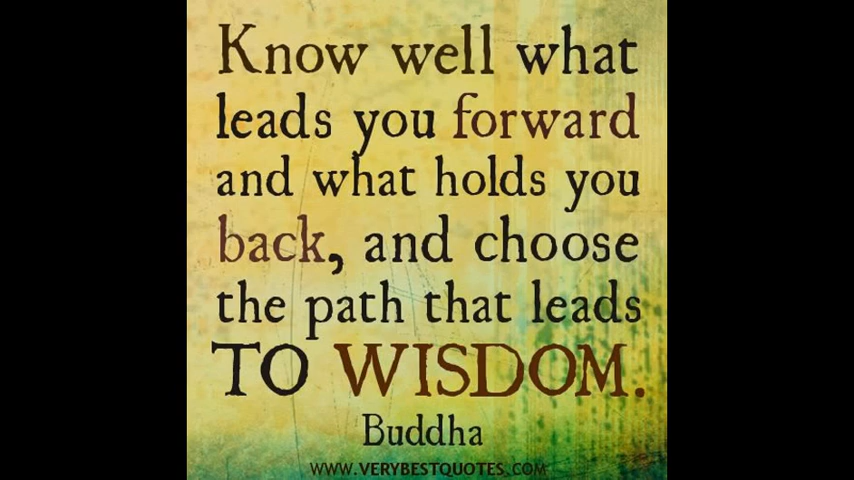 Know well what
leads you forward
and what holds you
back, and choose
the path that leads
TO WISDOM.
Buddha
WWW.VERYBESTQUOTES.COM